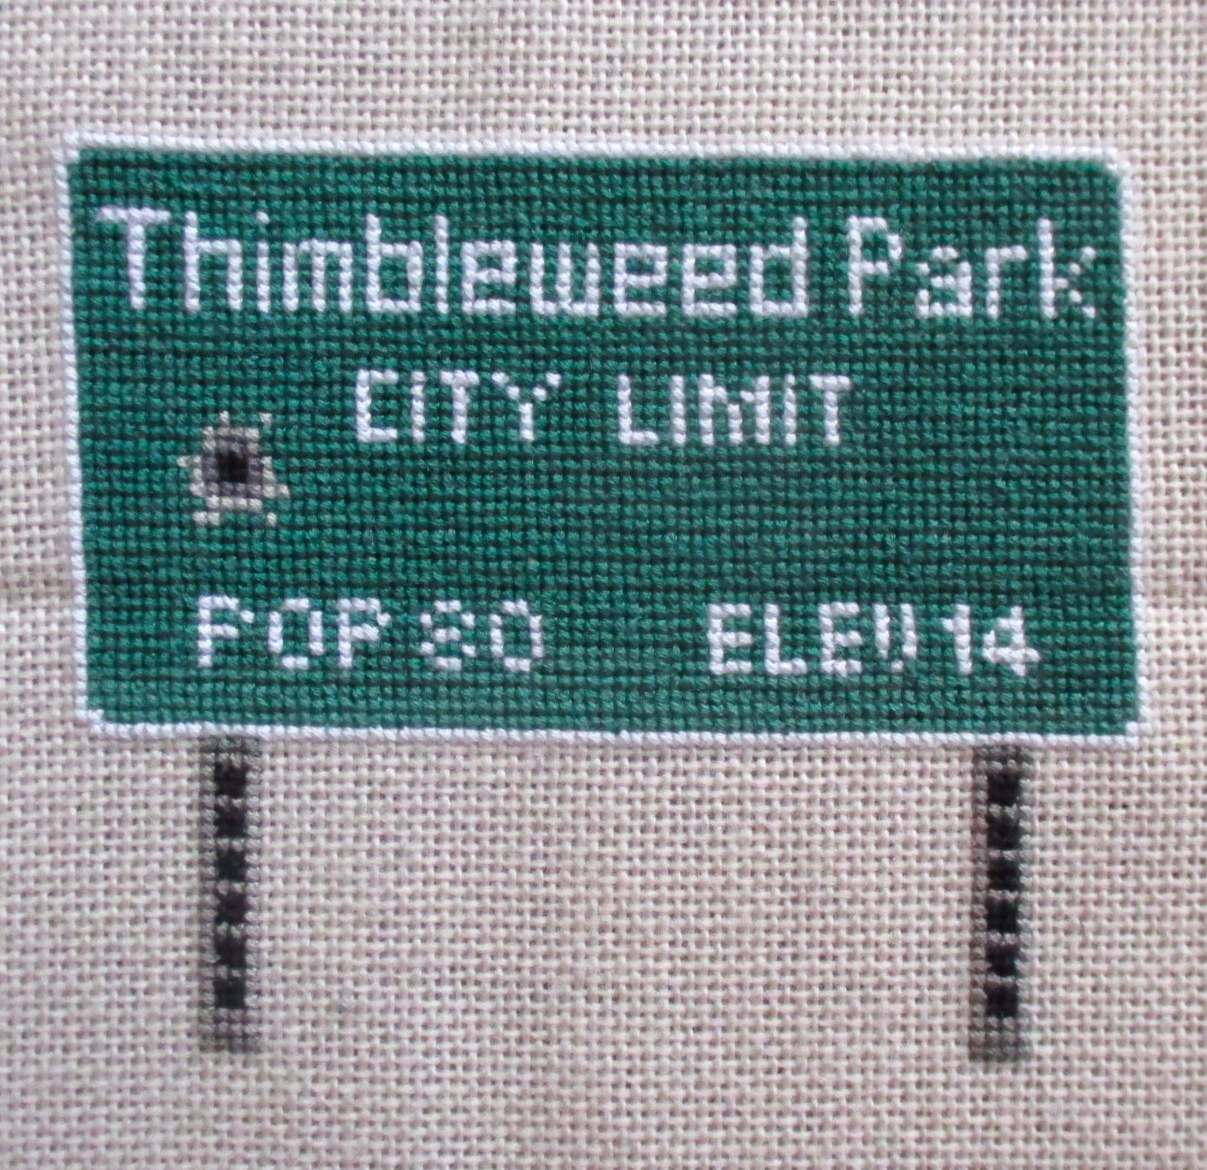 Thimbleweed Park
CITY LIMIT
POP 80 ELEV 14